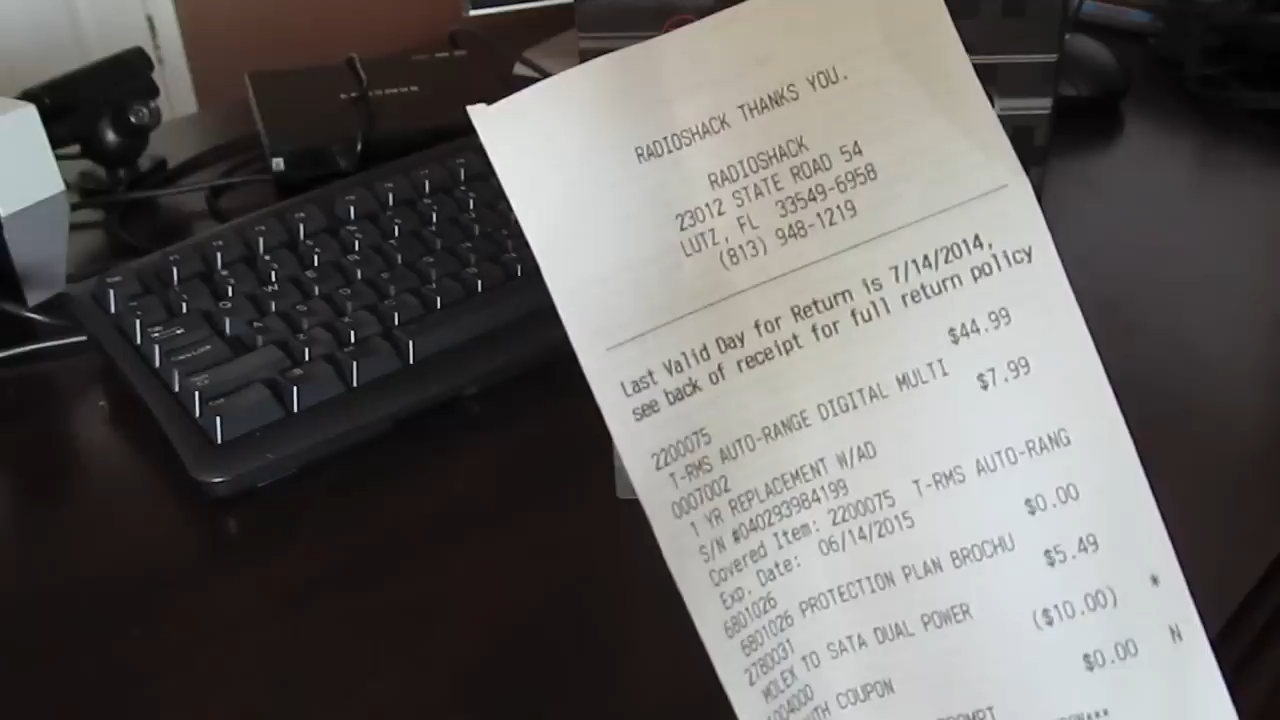 RADIOSHACK THANKS YOU.
RADIOSHACK
23012 STATE ROAD 54
LUTZ, FL 33549-6958
(813) 948-1219
Last Valid Day for Return is 7/14/2014,
see back of receipt for full return policy
2200075 $44.99
T-RMS AUTO-RANGE DIGITAL MULTI
0007002 $7.99
1 YR REPLACEMENT W/AD
S/N #040293984199
Covered Item: 2200075 T-RMS AUTO-RANG
Exp. Date: 06/14/2015
6801026 $0.00
6801026 PROTECTION PLAN BROCHU
2780031 $5.49
MOLEX TO SATA DUAL POWER
($10.00) *
COUPON
$0.00 N